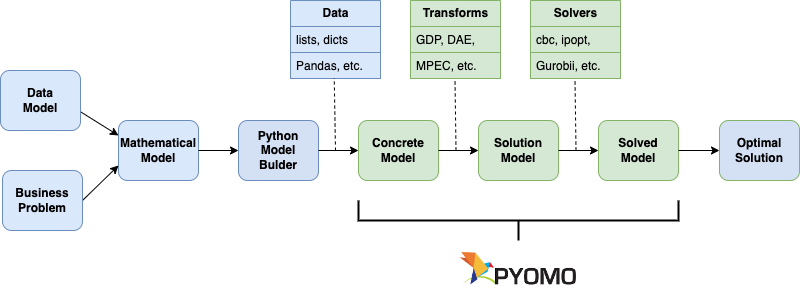 Data
lists, dicts
Pandas, etc.
Transforms
GDP, DAE,
MPEC, etc.
Solvers
cbc, ipopt,
Gurobii, etc.
Data
Model
Business
Problem
Mathematical
Model
Python
Model
Bulder
Concrete
Model
Solution
Model
Solved
Model
Optimal
Solution
PYOMO